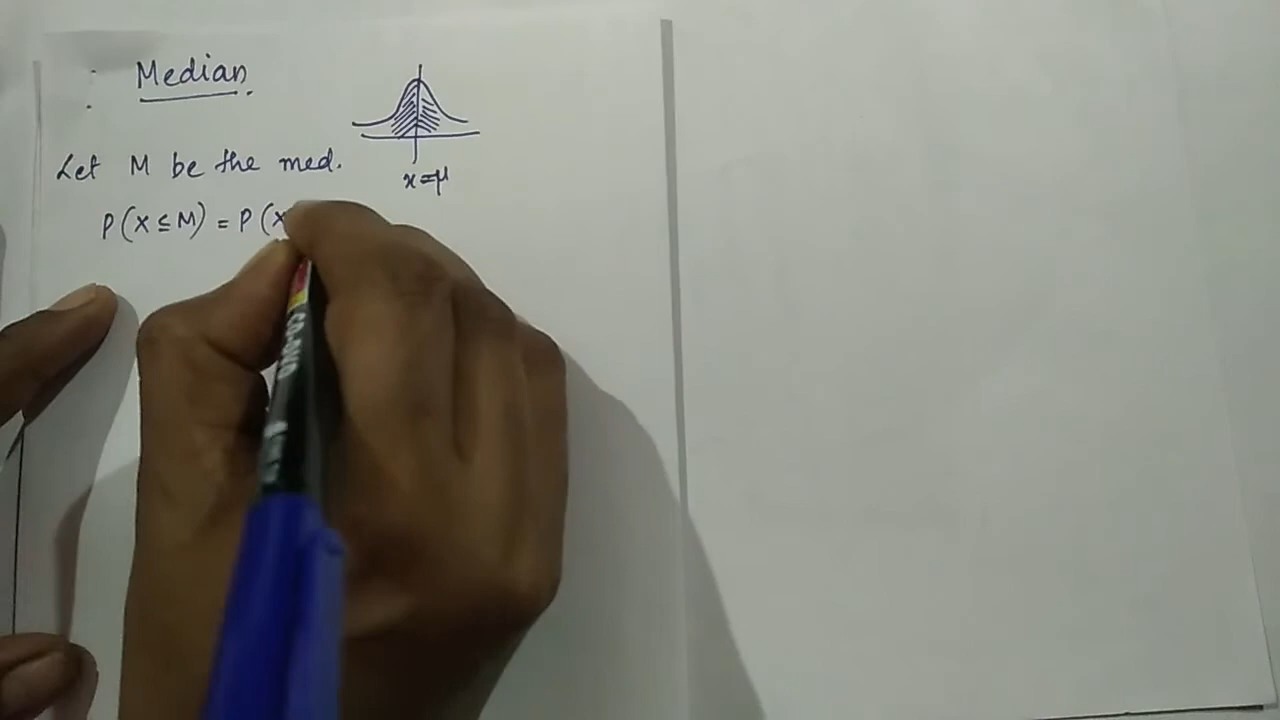 : Median.
Let M be the med.
x=μ
P(X≤M) = P(X